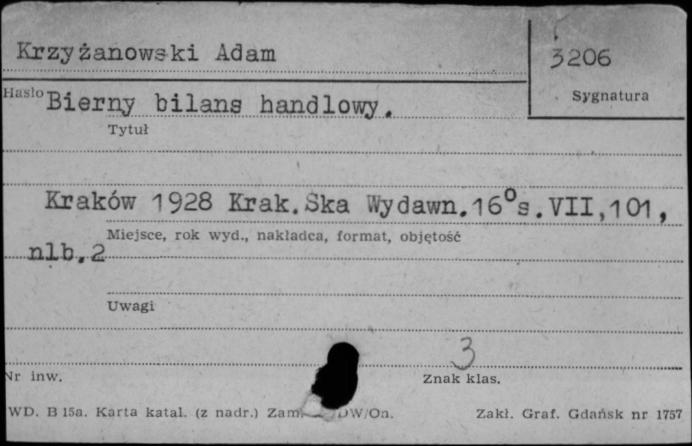 Krzyżanowski Adam
3206
Hasło
Sygnatura
Bierny bilans handlowy.
Tytuł
Kraków 1928 Krak.Ska Wydawn.16°s.VII,101,
Miejsce, rok wyd., nakładca, format, objętość
nlb.2
Uwagi
3
Nr inw.
Znak klas.
WD. B 15a. Karta katal. (z nadr.) Zam.
Zakł. Graf. Gdańsk nr 1757